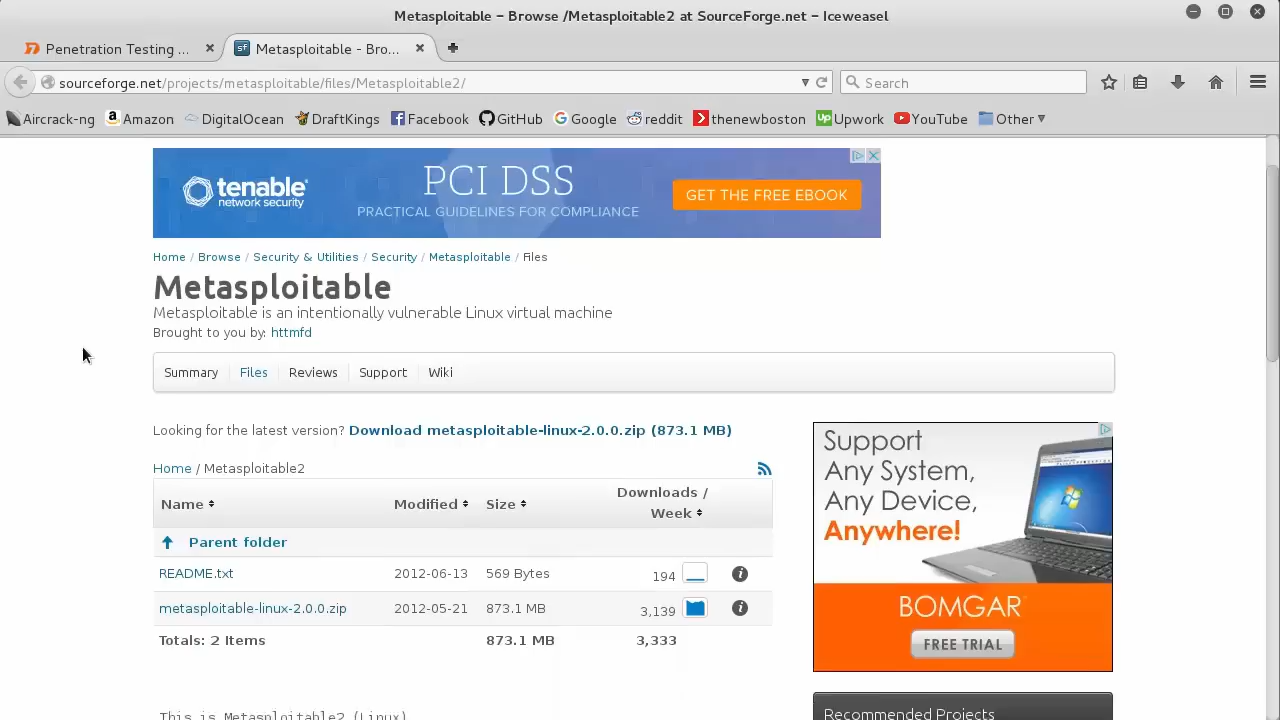 Metasploitable – Browse /Metasploitable2 at SourceForge.net – Iceweasel
Penetration Testing ... × Metasploitable - Bro... ×
sourceforge.net/projects/metasploitable/files/Metasploitable2/ Search
Aircrack-ng Amazon DigitalOcean DraftKings Facebook GitHub Google reddit thenewboston Upwork YouTube Other
tenable network security
PCI DSS
PRACTICAL GUIDELINES FOR COMPLIANCE
GET THE FREE EBOOK
Home / Browse / Security & Utilities / Security / Metasploitable / Files
Metasploitable
Metasploitable is an intentionally vulnerable Linux virtual machine
Brought to you by: httmfd
Summary Files Reviews Support Wiki
Looking for the latest version? Download metasploitable-linux-2.0.0.zip (873.1 MB)
Home / Metasploitable2
Name Modified Size Downloads / Week
Parent folder
README.txt 2012-06-13 569 Bytes 194
metasploitable-linux-2.0.0.zip 2012-05-21 873.1 MB 3,139
Totals: 2 Items 873.1 MB 3,333
This is Metasploitable2 (Linux)
Support
Any System,
Any Device,
Anywhere!
BOMGAR
FREE TRIAL
Recommended Projects